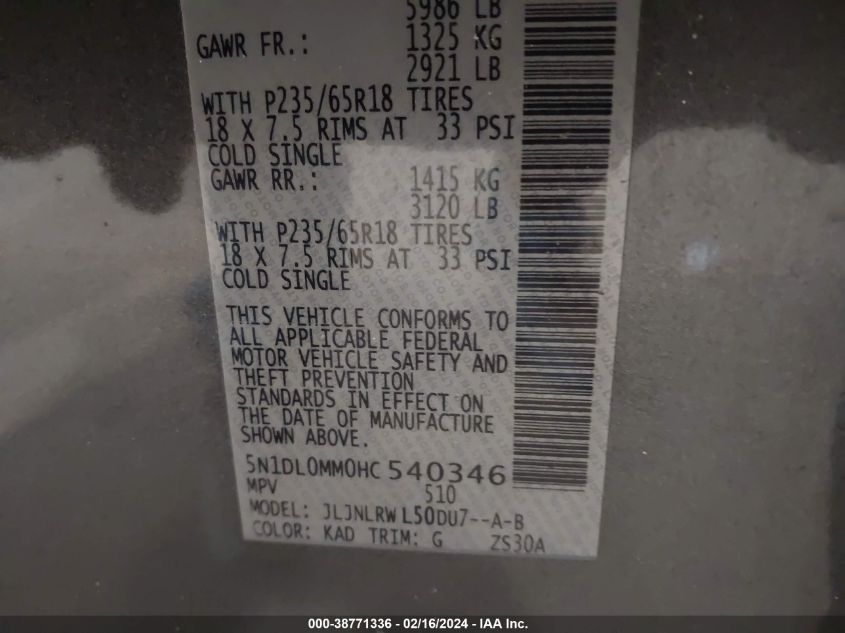 5986 LB
GAWR FR.: 1325 KG
2921 LB
WITH P235/65R18 TIRES
18 X 7.5 RIMS AT 33 PSI
COLD SINGLE
GAWR RR.: 1415 KG
3120 LB
WITH P235/65R18 TIRES
18 X 7.5 RIMS AT 33 PSI
COLD SINGLE
THIS VEHICLE CONFORMS TO
ALL APPLICABLE FEDERAL
MOTOR VEHICLE SAFETY AND
THEFT PREVENTION
STANDARDS IN EFFECT ON
THE DATE OF MANUFACTURE
SHOWN ABOVE.
5N1DL0MM0HC 540346
MPV 510
MODEL: JLJNLRW L50DU7--A-B
COLOR: KAD TRIM: G ZS30A
000-38771336 - 02/16/2024 - IAA Inc.